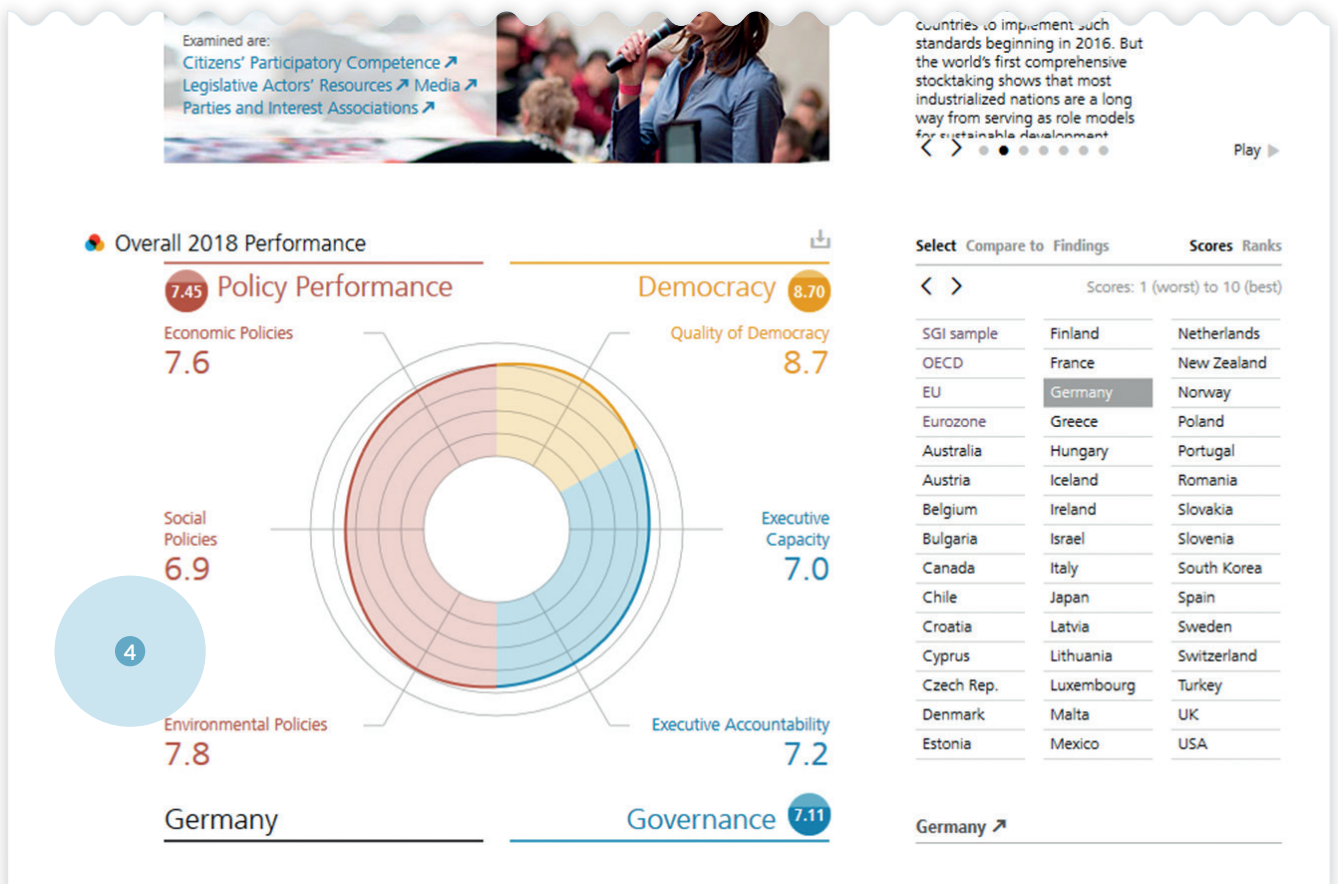 Examined are:
Citizens' Participatory Competence ↗
Legislative Actors' Resources ↗ Media ↗
Parties and Interest Associations ↗
countries to implement such
standards beginning in 2016. But
the world's first comprehensive
stocktaking shows that most
industrialized nations are a long
way from serving as role models
for sustainable development
Play
Overall 2018 Performance
7.45 Policy Performance
Democracy 8.70
Economic Policies
7.6
Quality of Democracy
8.7
Social
Policies
6.9
Executive
Capacity
7.0
4
Environmental Policies
7.8
Executive Accountability
7.2
Germany
Governance 7.11
Select Compare to Findings
Scores Ranks
Scores: 1 (worst) to 10 (best)
SGI sample Finland Netherlands
OECD France New Zealand
EU Germany Norway
Eurozone Greece Poland
Australia Hungary Portugal
Austria Iceland Romania
Belgium Ireland Slovakia
Bulgaria Israel Slovenia
Canada Italy South Korea
Chile Japan Spain
Croatia Latvia Sweden
Cyprus Lithuania Switzerland
Czech Rep. Luxembourg Turkey
Denmark Malta UK
Estonia Mexico USA
Germany ↗